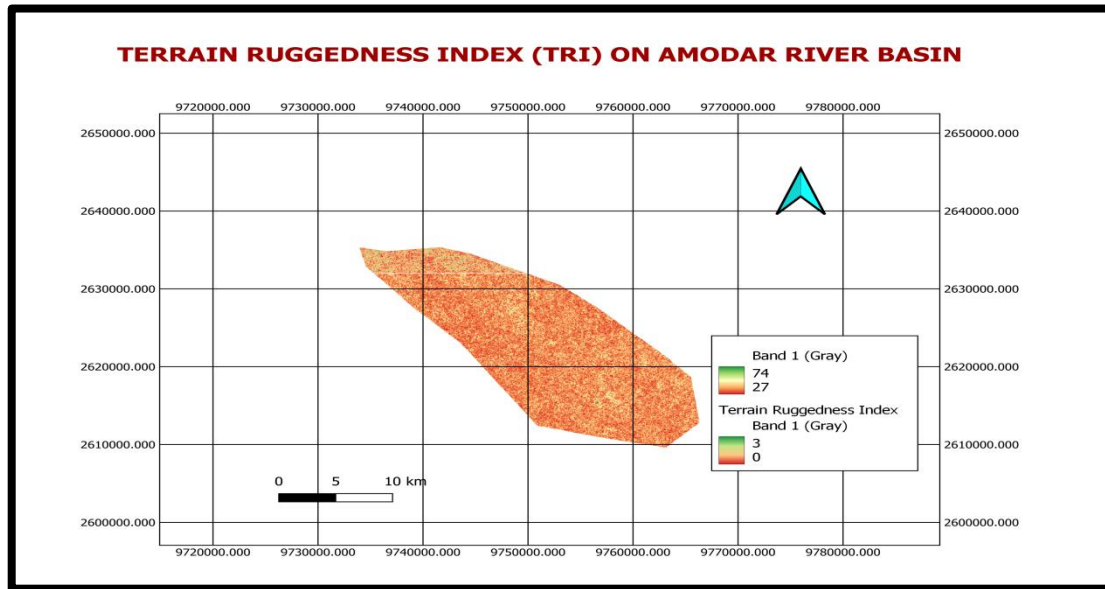 TERRAIN RUGGEDNESS INDEX (TRI) ON AMODAR RIVER BASIN
9720000.000 9730000.000 9740000.000 9750000.000 9760000.000 9770000.000 9780000.000
2650000.000 2650000.000
2640000.000 2640000.000
2630000.000 2630000.000
Band 1 (Gray)
74
2620000.000 2620000.000
27
Terrain Ruggedness Index
Band 1 (Gray)
3
2610000.000 2610000.000
0
0 5 10 km
2600000.000 2600000.000
9720000.000 9730000.000 9740000.000 9750000.000 9760000.000 9770000.000 9780000.000